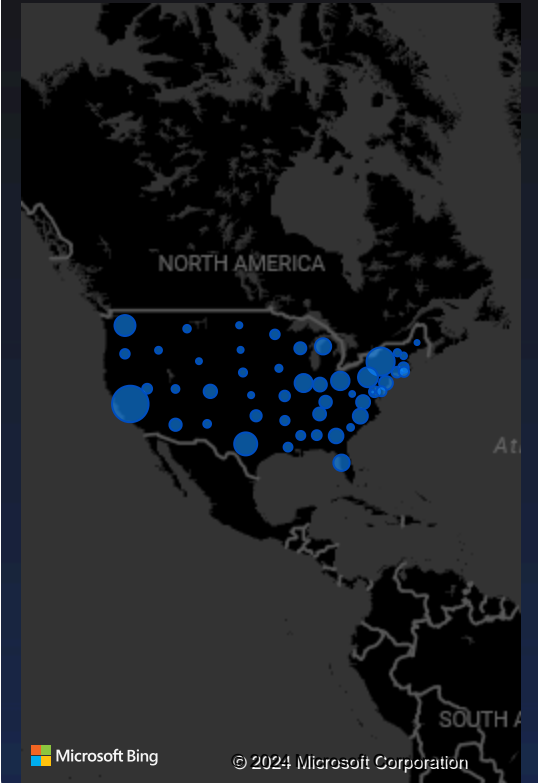 NORTH AMERICA
At
SOUTH A
Microsoft Bing
© 2024 Microsoft Corporation